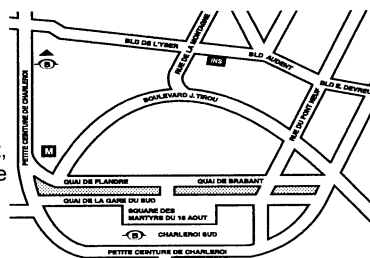 BLD DE L'YSER
RUE DE LA MONTAGNE
INS
BLD AUDENT
BLD E. DEVREU
PETITE CEINTURE DE CHARLEROI
B
BOULEVARD J. TIROU
RUE DU PONT NEUF
M
QUAI DE FLANDRE
QUAI DE BRABANT
QUAI DE LA GARE DU SUD
SQUARE DES
MARTYRS DU 18 AOUT
B
CHARLEROI SUD
PETITE CEINTURE DE CHARLEROI